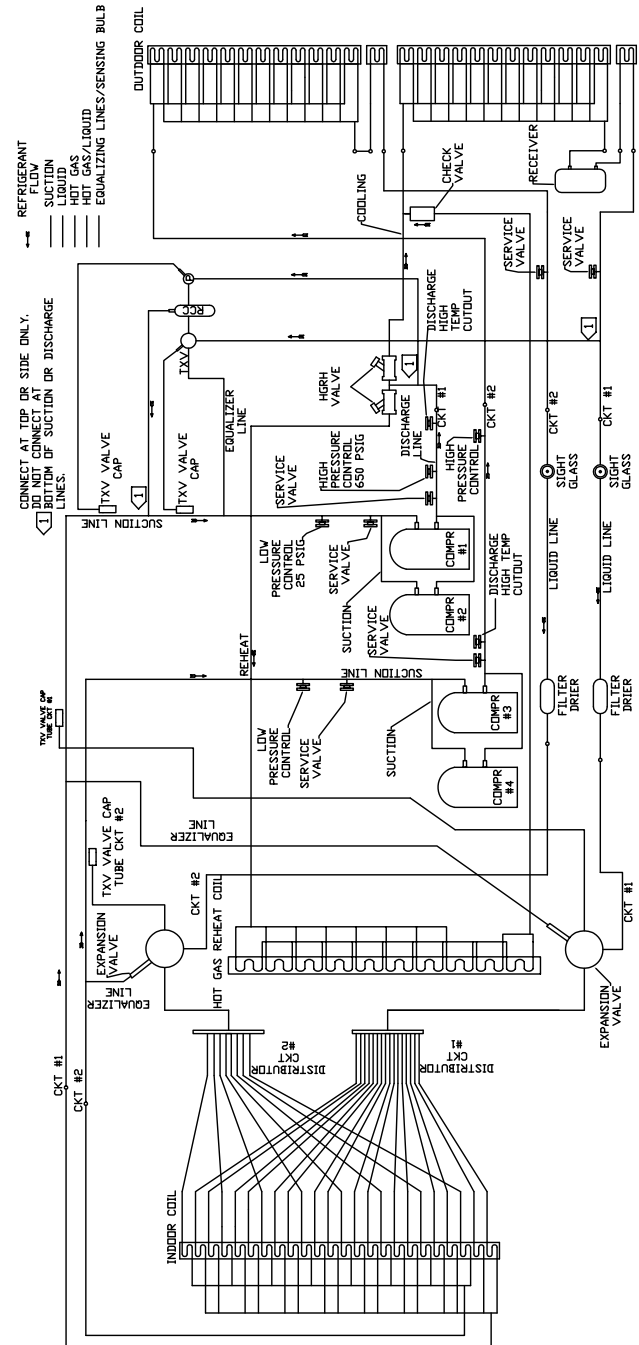 REFRIGERANT
FLOW
SUCTION
LIQUID
HOT GAS
HOT GAS/LIQUID
EQUALIZING LINES/SENSING BULB
CONNECT AT TOP OR SIDE ONLY.
DO NOT CONNECT AT
BOTTOM OF SUCTION OR DISCHARGE
LINES.
1
OUTDOOR COIL
RECEIVER
CHECK
VALVE
COOLING
SERVICE
VALVE
SERVICE
VALVE
P
RCC
TXV
EQUALIZER
LINE
TXV VALVE
CAP
TXV VALVE
CAP
1
SUCTION LINE
HGRH
VALVE
1
1
DISCHARGE
HIGH
TEMP
CUTOUT
CKT #1
CKT #2
DISCHARGE
LINE
HIGH
PRESSURE
CONTROL
650 PSIG
HIGH
PRESSURE
CONTROL
SERVICE
VALVE
LOW
PRESSURE
CONTROL
25 PSIG
SERVICE
VALVE
SUCTION
SERVICE
VALVE
COMPR
#1
COMPR
#2
DISCHARGE
HIGH TEMP
CUTOUT
CKT #2
CKT #1
SIGHT
GLASS
SIGHT
GLASS
LIQUID LINE
LIQUID LINE
FILTER
DRIER
FILTER
DRIER
REHEAT
SUCTION LINE
LOW
PRESSURE
CONTROL
SERVICE
VALVE
SUCTION
COMPR
#3
COMPR
#4
TXV VALVE CAP
TUBE CKT #1
TXV VALVE CAP
TUBE CKT #2
EQUALIZER
LINE
CKT #2
EXPANSION
VALVE
EQUALIZER
LINE
HOT GAS REHEAT COIL
CKT #1
EXPANSION
VALVE
DISTRIBUTOR
CKT
#2
DISTRIBUTOR
CKT
#1
CKT #1
CKT #2
INDOOR COIL